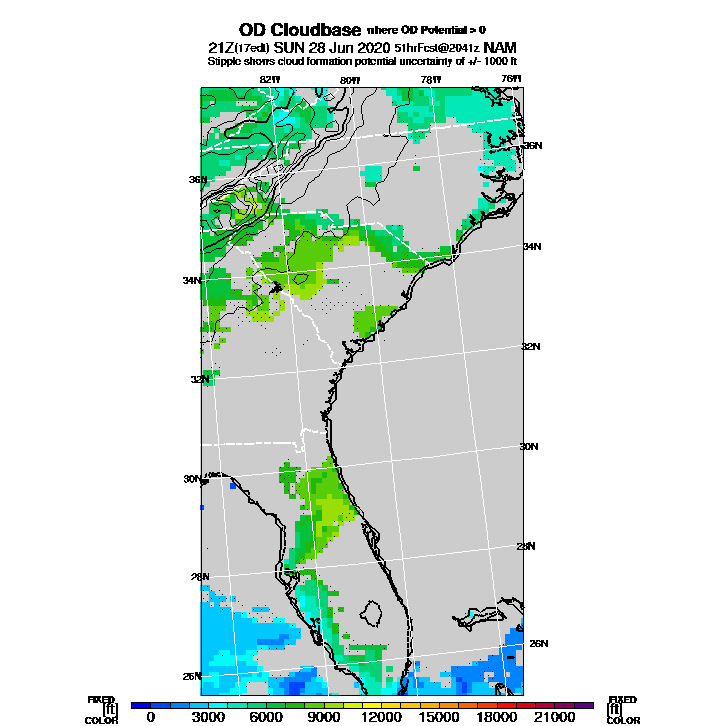 OD Cloudbase where OD Potential > 0
21Z(17edt) SUN 28 Jun 2020 51hrFcst@2041z NAM
Stipple shows cloud formation potential uncertainty of +/- 1000 ft
82W 80W 78W 76W
36N 36N
34N 34N
32N 32N
30N 30N
28N 28N
26N 26N
FIXED FIXED
[ft] [ft]
COLOR COLOR
0 3000 6000 9000 12000 15000 18000 21000